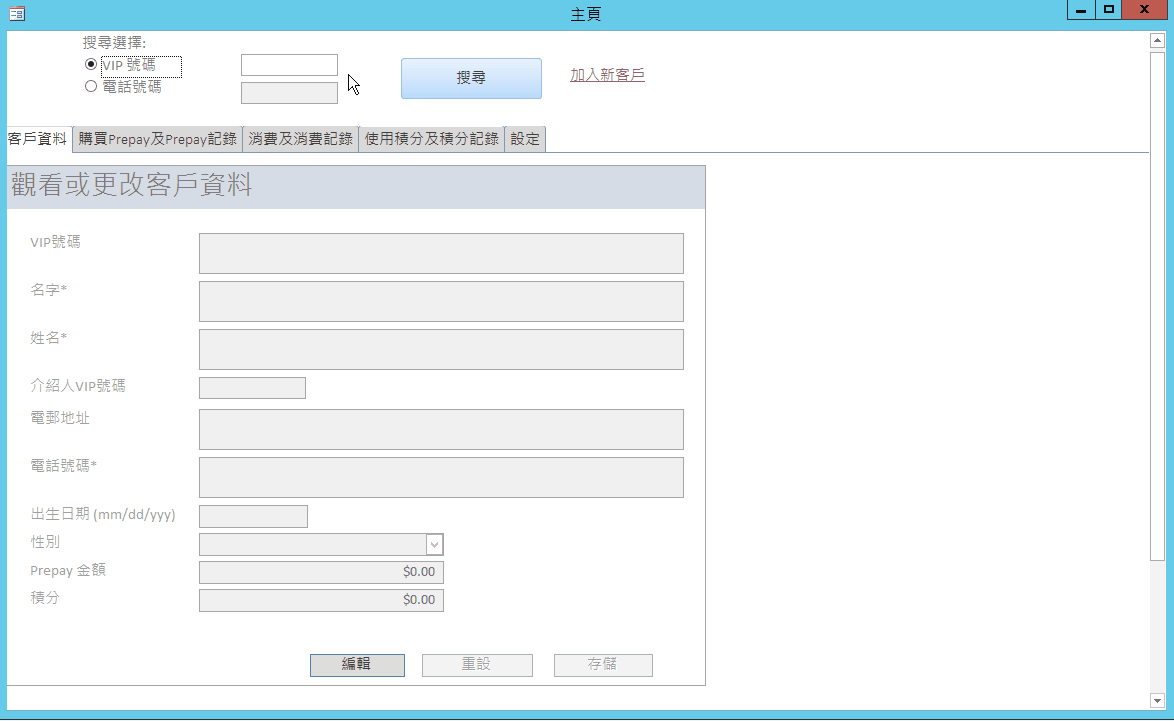 主頁
搜尋選擇:
VIP 號碼
電話號碼
搜尋
加入新客戶
客戶資料 購買Prepay及Prepay記錄 消費及消費記錄 使用積分及積分記錄 設定
觀看或更改客戶資料
VIP號碼
名字*
姓名*
介紹人VIP號碼
電郵地址
電話號碼*
出生日期 (mm/dd/yyy)
性別
Prepay 金額 $0.00
積分 $0.00
編輯 重設 存儲